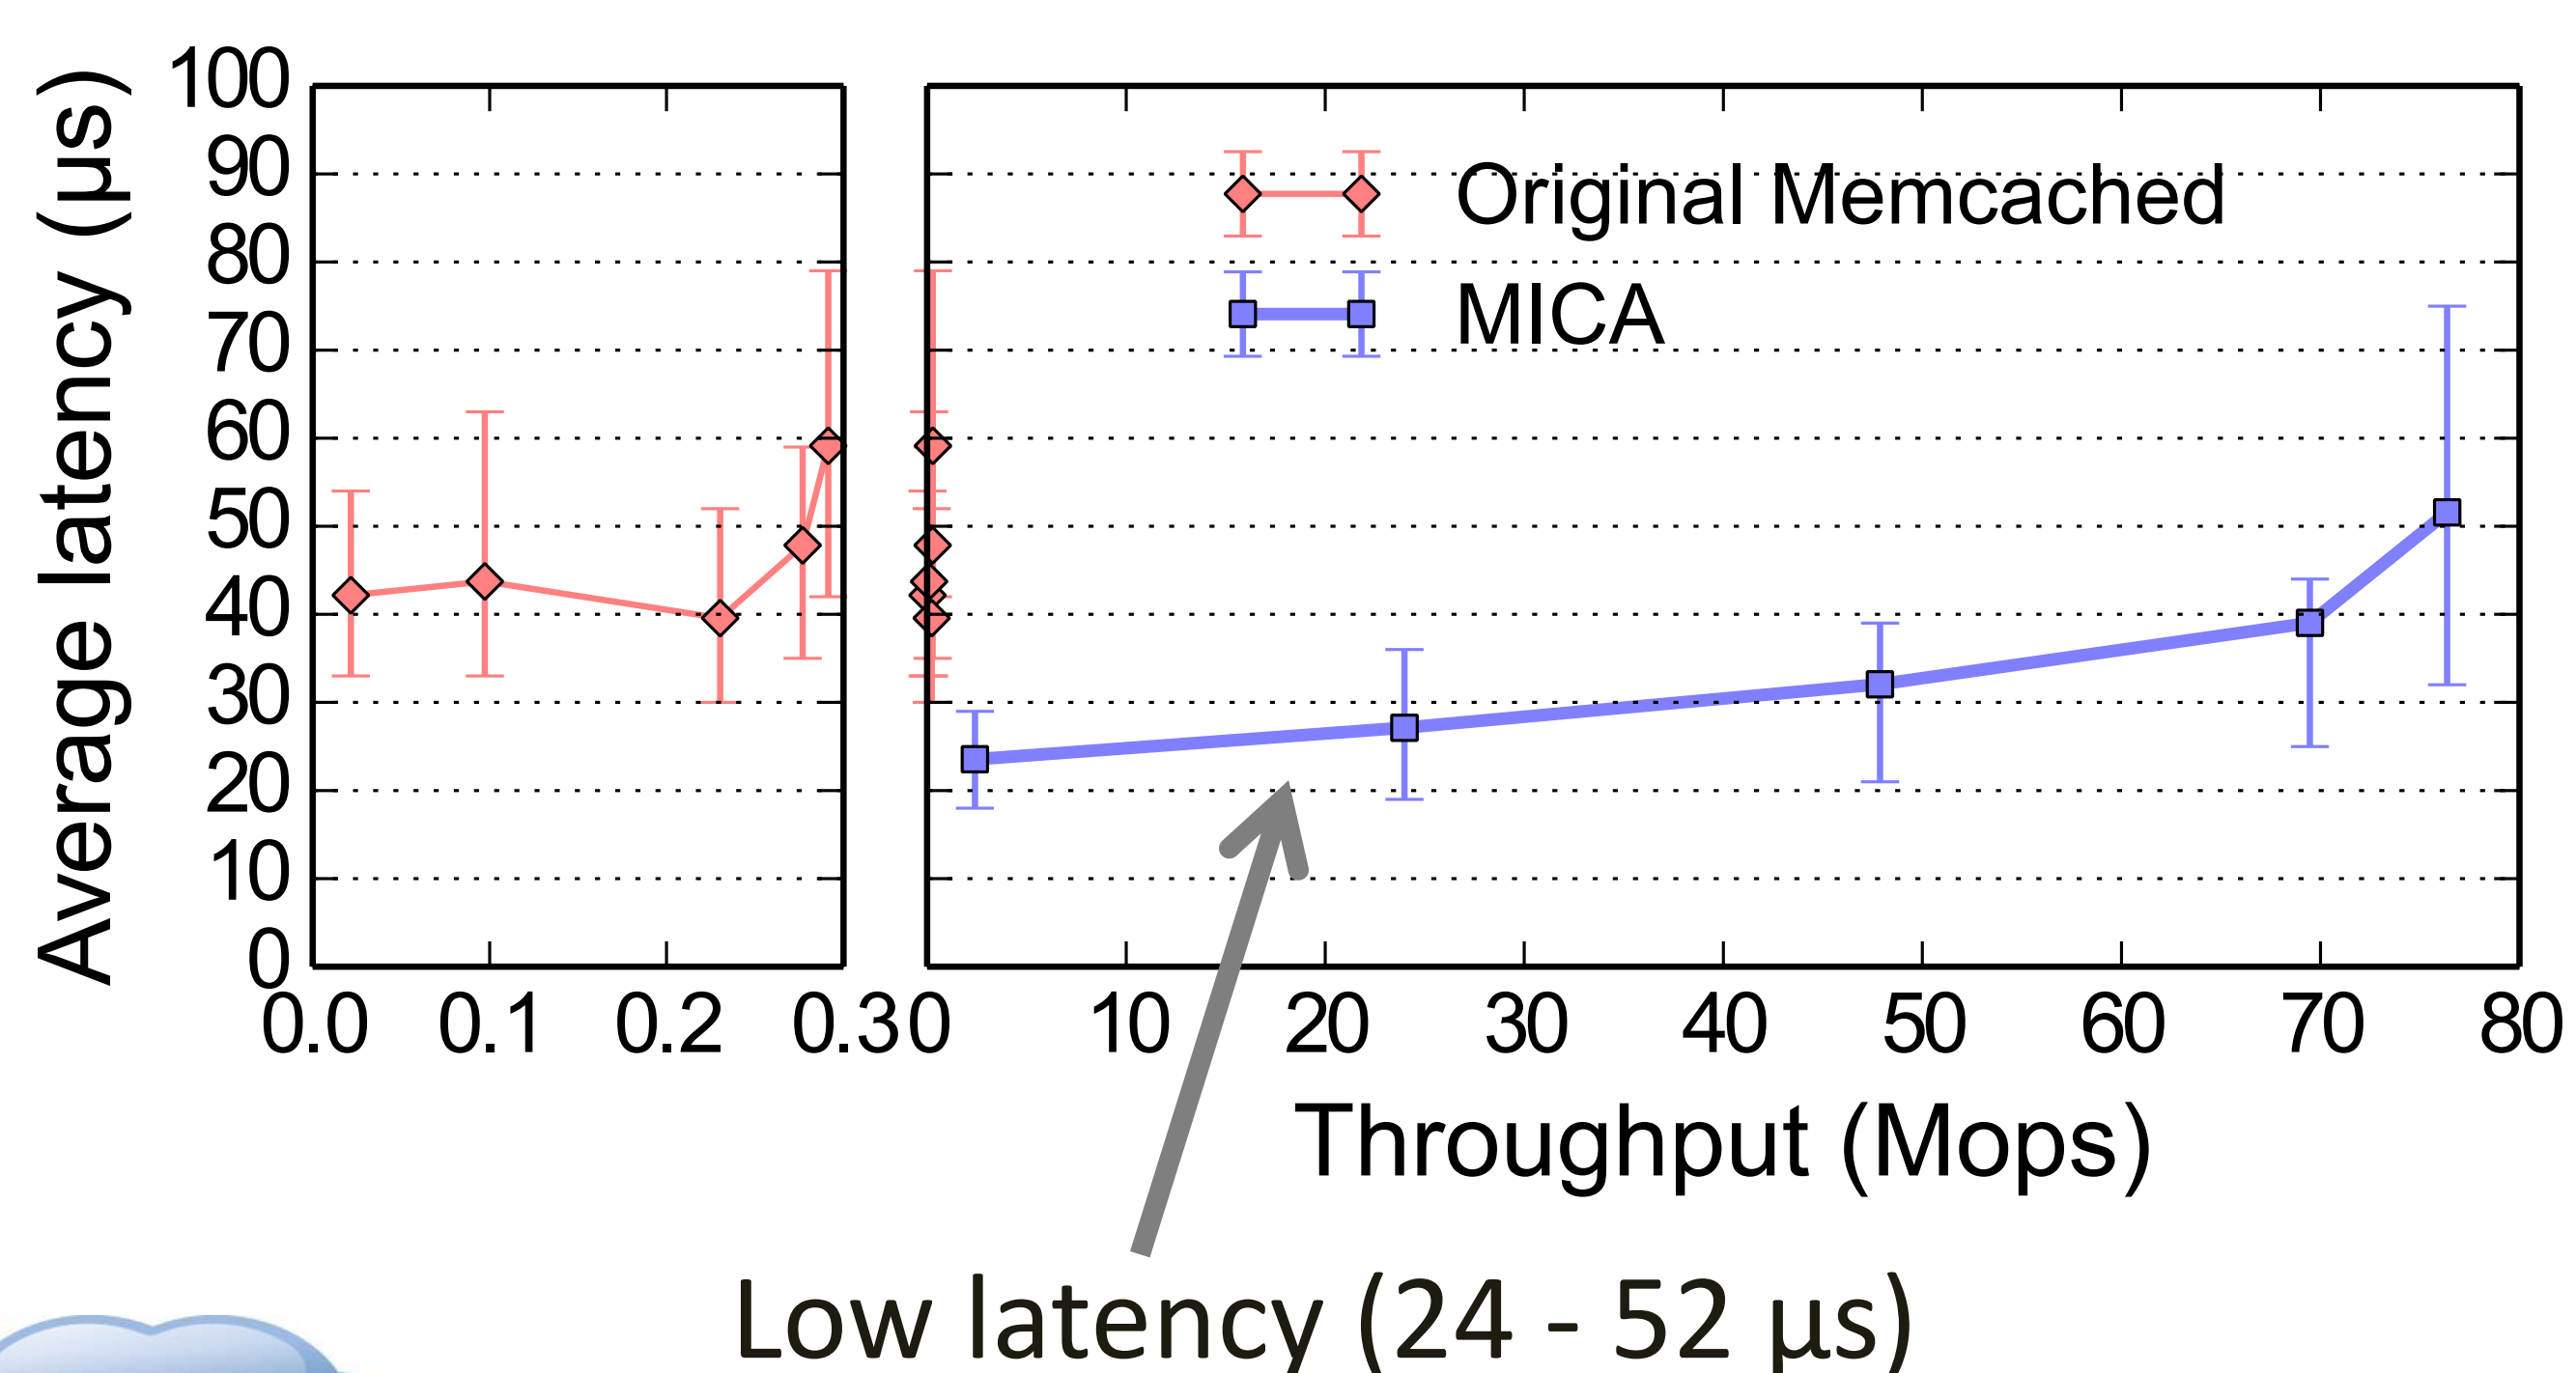 Average latency (μs)
100
90
80
70
60
50
40
30
20
10
0
Original Memcached
MICA
0.0 0.1 0.2 0.3 0 10 20 30 40 50 60 70 80
Throughput (Mops)
Low latency (24 - 52 μs)